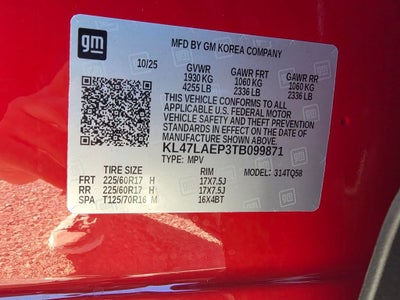 gm
MFD BY GM KOREA COMPANY
10/25 GVWR GAWR FRT GAWR RR
1930 KG 1060 KG 1060 KG
4255 LB 2336 LB 2336 LB
THIS VEHICLE CONFORMS TO ALL APPLICABLE
U.S. FEDERAL MOTOR
VEHICLE SAFETY AND THEFT
PREVENTION STANDARDS IN
EFFECT ON THE DATE OF
MANUFACTURE SHOWN ABOVE.
KL47LAEP3TB099871
TYPE: MPV
TIRE SIZE RIM MODEL: 314TQ58
FRT 225/60R17 H 17X7.5J
RR 225/60R17 H 17X7.5J
SPA T125/70R16 M 16X4BT